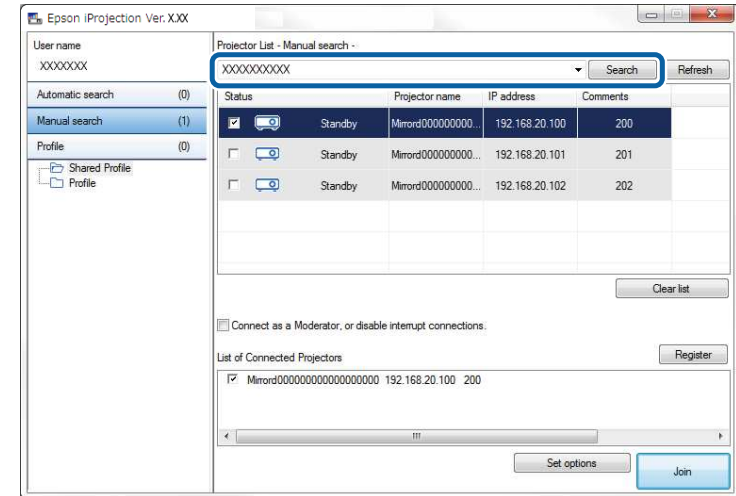 Epson iProjection Ver. X.XX
User name
XXXXXXX
Projector List - Manual search -
XXXXXXXXXX Search Refresh
Automatic search (0)
Manual search (1)
Profile (0)
Shared Profile
Profile
Status Projector name IP address Comments
Standby Mirrord000000000... 192.168.20.100 200
Standby Mirrord000000000... 192.168.20.101 201
Standby Mirrord000000000... 192.168.20.102 202
Clear list
Connect as a Moderator, or disable interrupt connections.
List of Connected Projectors Register
Mirrord000000000000000000 192.168.20.100 200
Set options Join